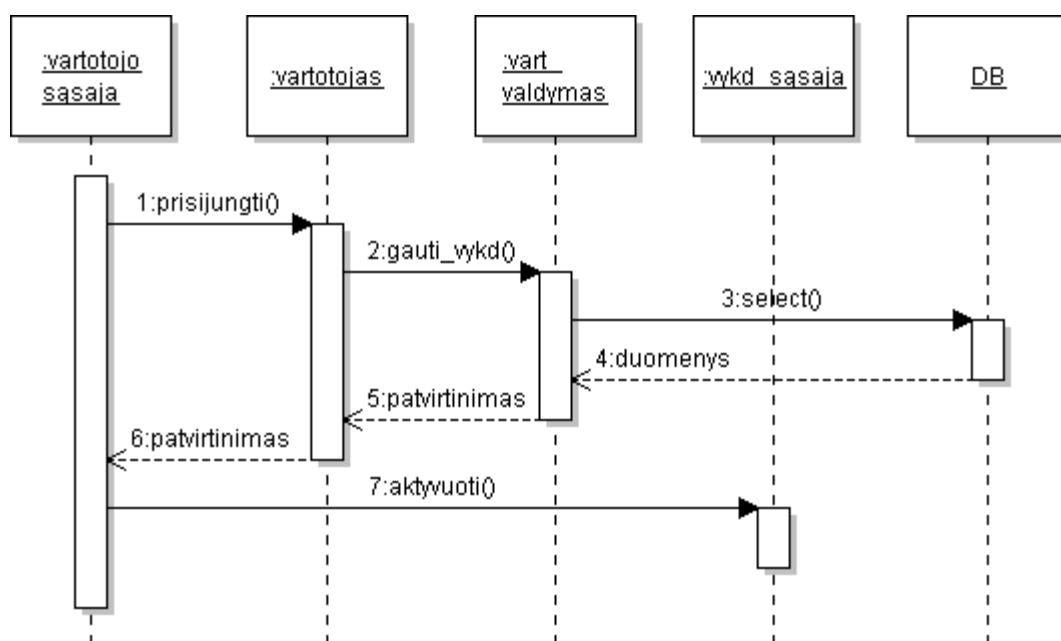 :vartotojo
sąsaja
:vartotojas
:vart_
valdymas
:vykd_sąsaja
DB
1:prisijungti()
2:gauti_vykd()
3:select()
4:duomenys
5:patvirtinimas
6:patvirtinimas
7:aktyvuoti()